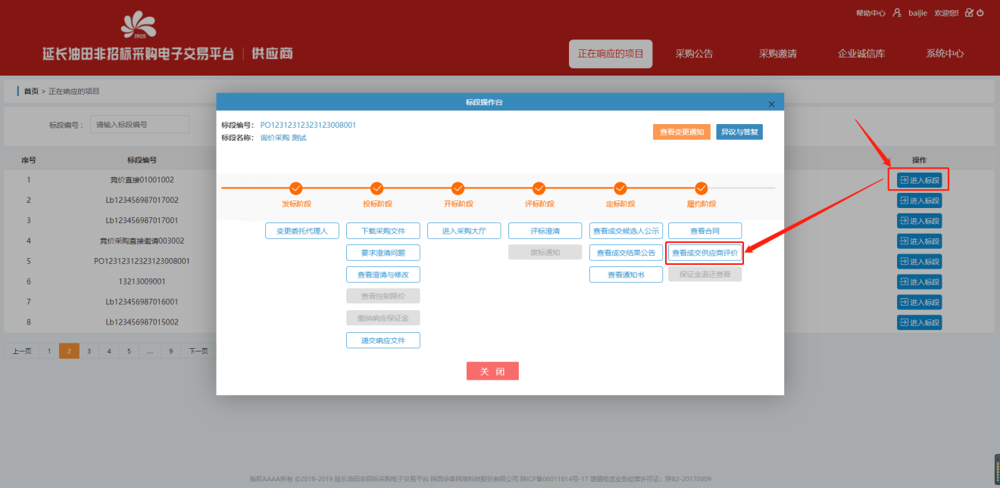 帮助中心 baijie 欢迎您!!
1905
延长油田非招标采购电子交易平台 | 供应商
正在响应的项目 采购公告 采购邀请 企业诚信库 系统中心
首页 > 正在响应的项目
标段编号： 请输入标段编号
序号 标段编号 操作
1 竞价直接01001002 进入标段
2 Lb123456987017002 进入标段
3 Lb123456987017001 进入标段
4 竞价采购直接邀请003002 进入标段
5 PO12312312323123008001 进入标段
6 13213009001 进入标段
7 Lb123456987016001 进入标段
8 Lb123456987015002 进入标段
上一页 1 2 3 4 5 ... 9 下一页
标段操作台 ×
标段编号： PO12312312323123008001
标段名称： 询价采购 测试
查看变更通知 异议与答复
发标阶段 投标阶段 开标阶段 评标阶段 定标阶段 履约阶段
变更委托代理人 下载采购文件 进入采购大厅 评标澄清 查看成交候选人公示 查看合同
要求澄清问题 废标通知 查看成交结果公告 查看成交供应商评价
查看澄清与修改 查看通知书 保证金退还查看
查看控制限价
缴纳响应保证金
递交响应文件
关 闭
版权AAAA所有 ©2018-2019 延长油田非招标采购电子交易平台 陕西华春网络科技股份有限公司 陕ICP备06011814号-17 增值电信业务经营许可证：陕B2-20170009